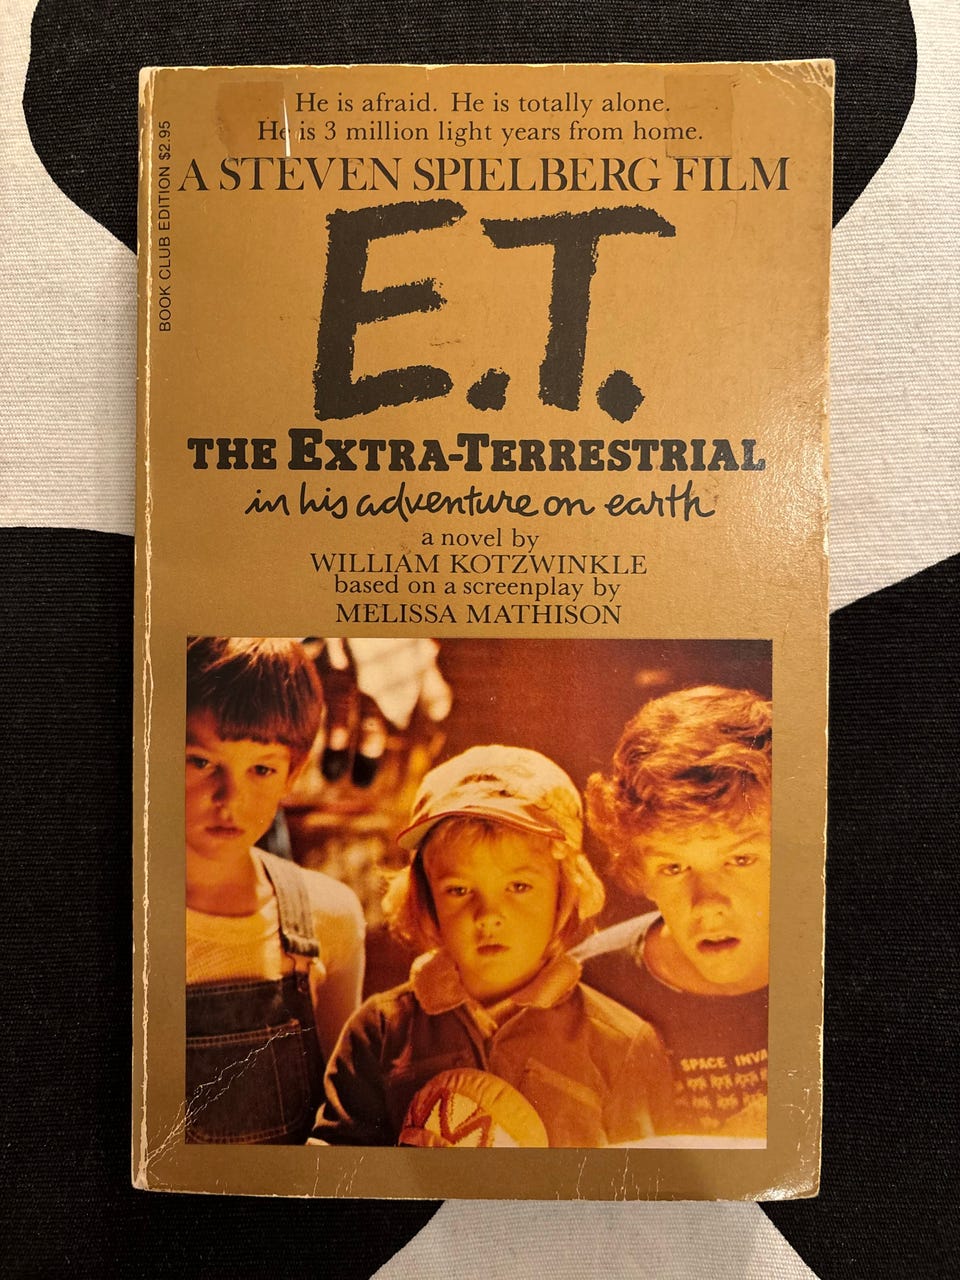 He is afraid. He is totally alone.
He is 3 million light years from home.
A STEVEN SPIELBERG FILM
E.T.
THE EXTRA-TERRESTRIAL
in his adventure on earth
a novel by
WILLIAM KOTZWINKLE
based on a screenplay by
MELISSA MATHISON
BOOK CLUB EDITION $2.95
SPACE INVA